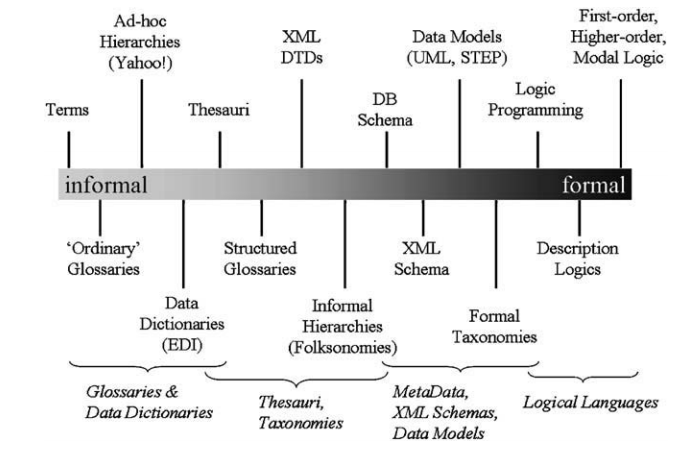 Ad-hoc
Hierarchies
(Yahoo!)
XML
DTDs
Data Models
(UML, STEP)
First-order,
Higher-order,
Modal Logic
Terms
Thesauri
DB
Schema
Logic
Programming
informal
formal
‘Ordinary’
Glossaries
Structured
Glossaries
XML
Schema
Description
Logics
Data
Dictionaries
(EDI)
Informal
Hierarchies
(Folksonomies)
Formal
Taxonomies
Glossaries &
Data Dictionaries
Thesauri,
Taxonomies
MetaData,
XML Schemas,
Data Models
Logical Languages